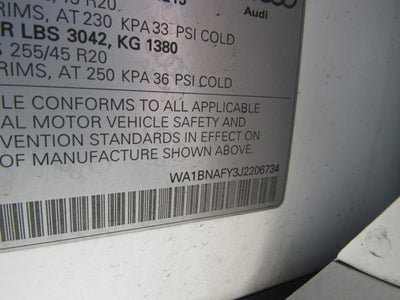 R20
Audi
RIMS, AT 230 KPA 33 PSI COLD
R LBS 3042, KG 1380
S 255/45 R20
RIMS, AT 250 KPA 36 PSI COLD
LE CONFORMS TO ALL APPLICABLE
AL MOTOR VEHICLE SAFETY AND
VENTION STANDARDS IN EFFECT
OF MANUFACTURE SHOWN ABOVE.
WA1BNAFY3J2206734